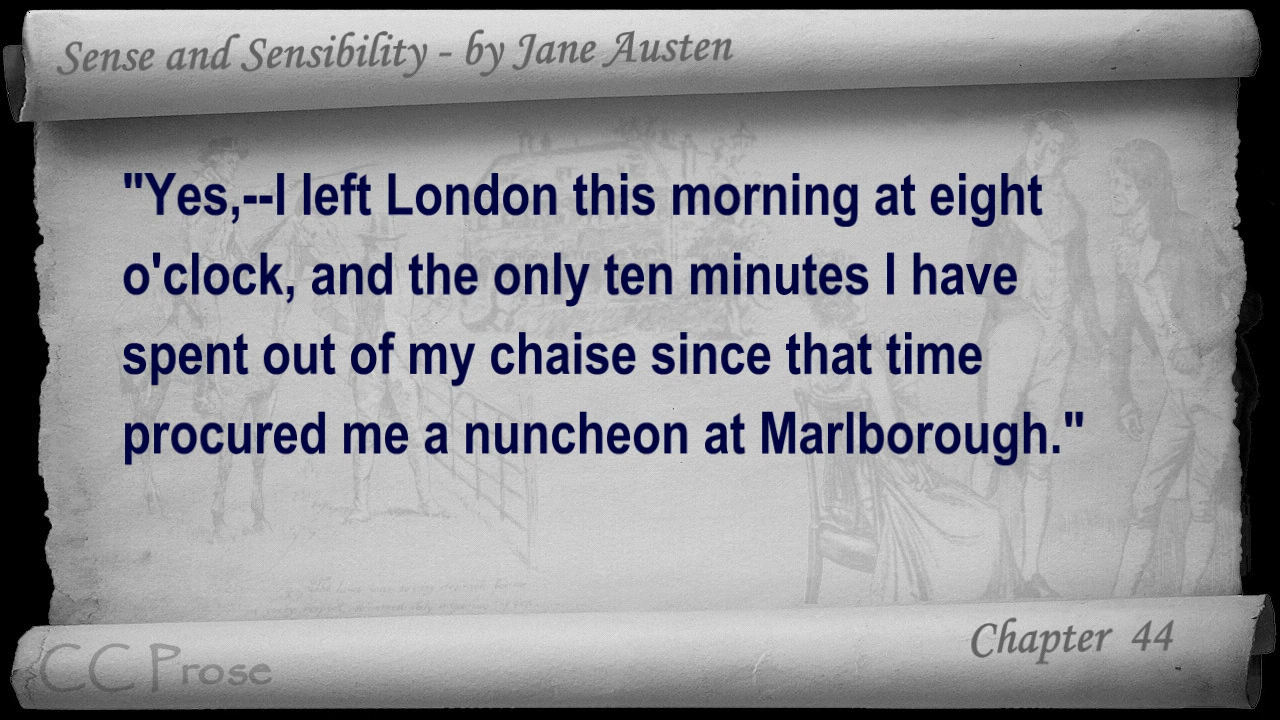 Sense and Sensibility - by Jane Austen
"Yes,--I left London this morning at eight
o'clock, and the only ten minutes I have
spent out of my chaise since that time
procured me a nuncheon at Marlborough."
Chapter 44
CC Prose